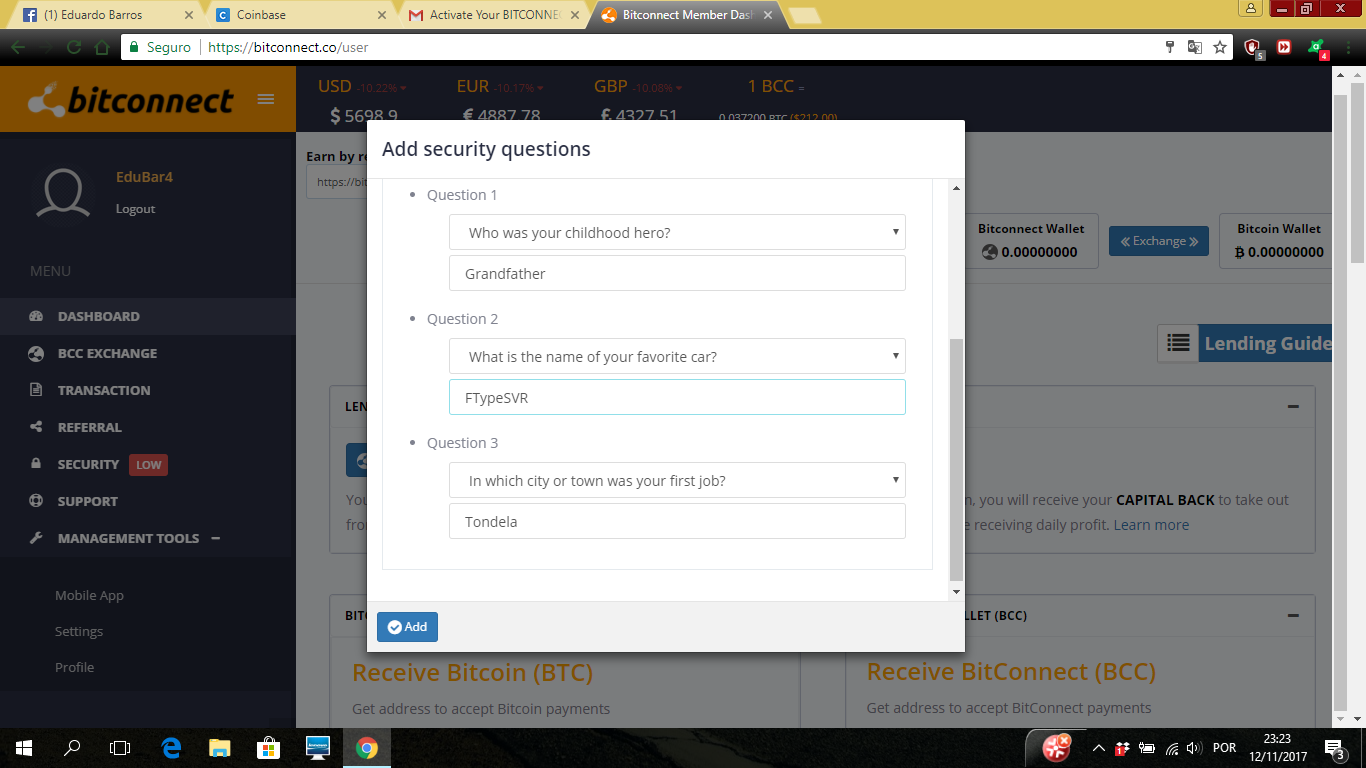 (1) Eduardo Barros
Coinbase
Activate Your BITCONNE
Bitconnect Member Das
Seguro https://bitconnect.co/user
5
4
bitconnect
USD -10.22%
EUR -10.17%
GBP -10.08%
1 BCC =
$ 5698.9
€ 4887.78
£ 4327.51
0.037200 BTC ($212.00)
EduBar4
Logout
MENU
DASHBOARD
BCC EXCHANGE
TRANSACTION
REFERRAL
SECURITY LOW
SUPPORT
MANAGEMENT TOOLS
Mobile App
Settings
Profile
Earn by re
https://bit
Add security questions
Question 1
Who was your childhood hero?
Grandfather
Question 2
What is the name of your favorite car?
FTypeSVR
Question 3
In which city or town was your first job?
Tondela
Add
Bitconnect Wallet
0.00000000
« Exchange »
Bitcoin Wallet
0.00000000
Lending Guide
LEN
You
n, you will receive your CAPITAL BACK to take out
fro
e receiving daily profit. Learn more
BIT
LLET (BCC)
Receive Bitcoin (BTC)
Receive BitConnect (BCC)
Get address to accept Bitcoin payments
Get address to accept BitConnect payments
POR
23:23
12/11/2017
3